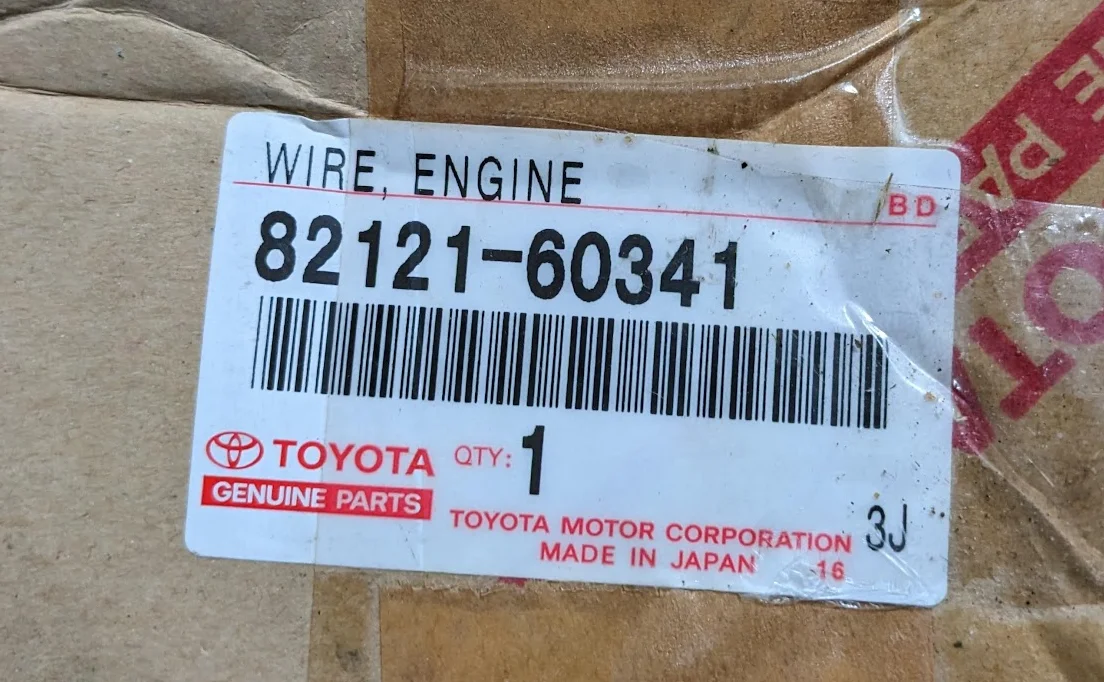 WIRE, ENGINE
BD
82121-60341
TOYOTA
GENUINE PARTS
QTY: 1
TOYOTA MOTOR CORPORATION
MADE IN JAPAN 16
3J